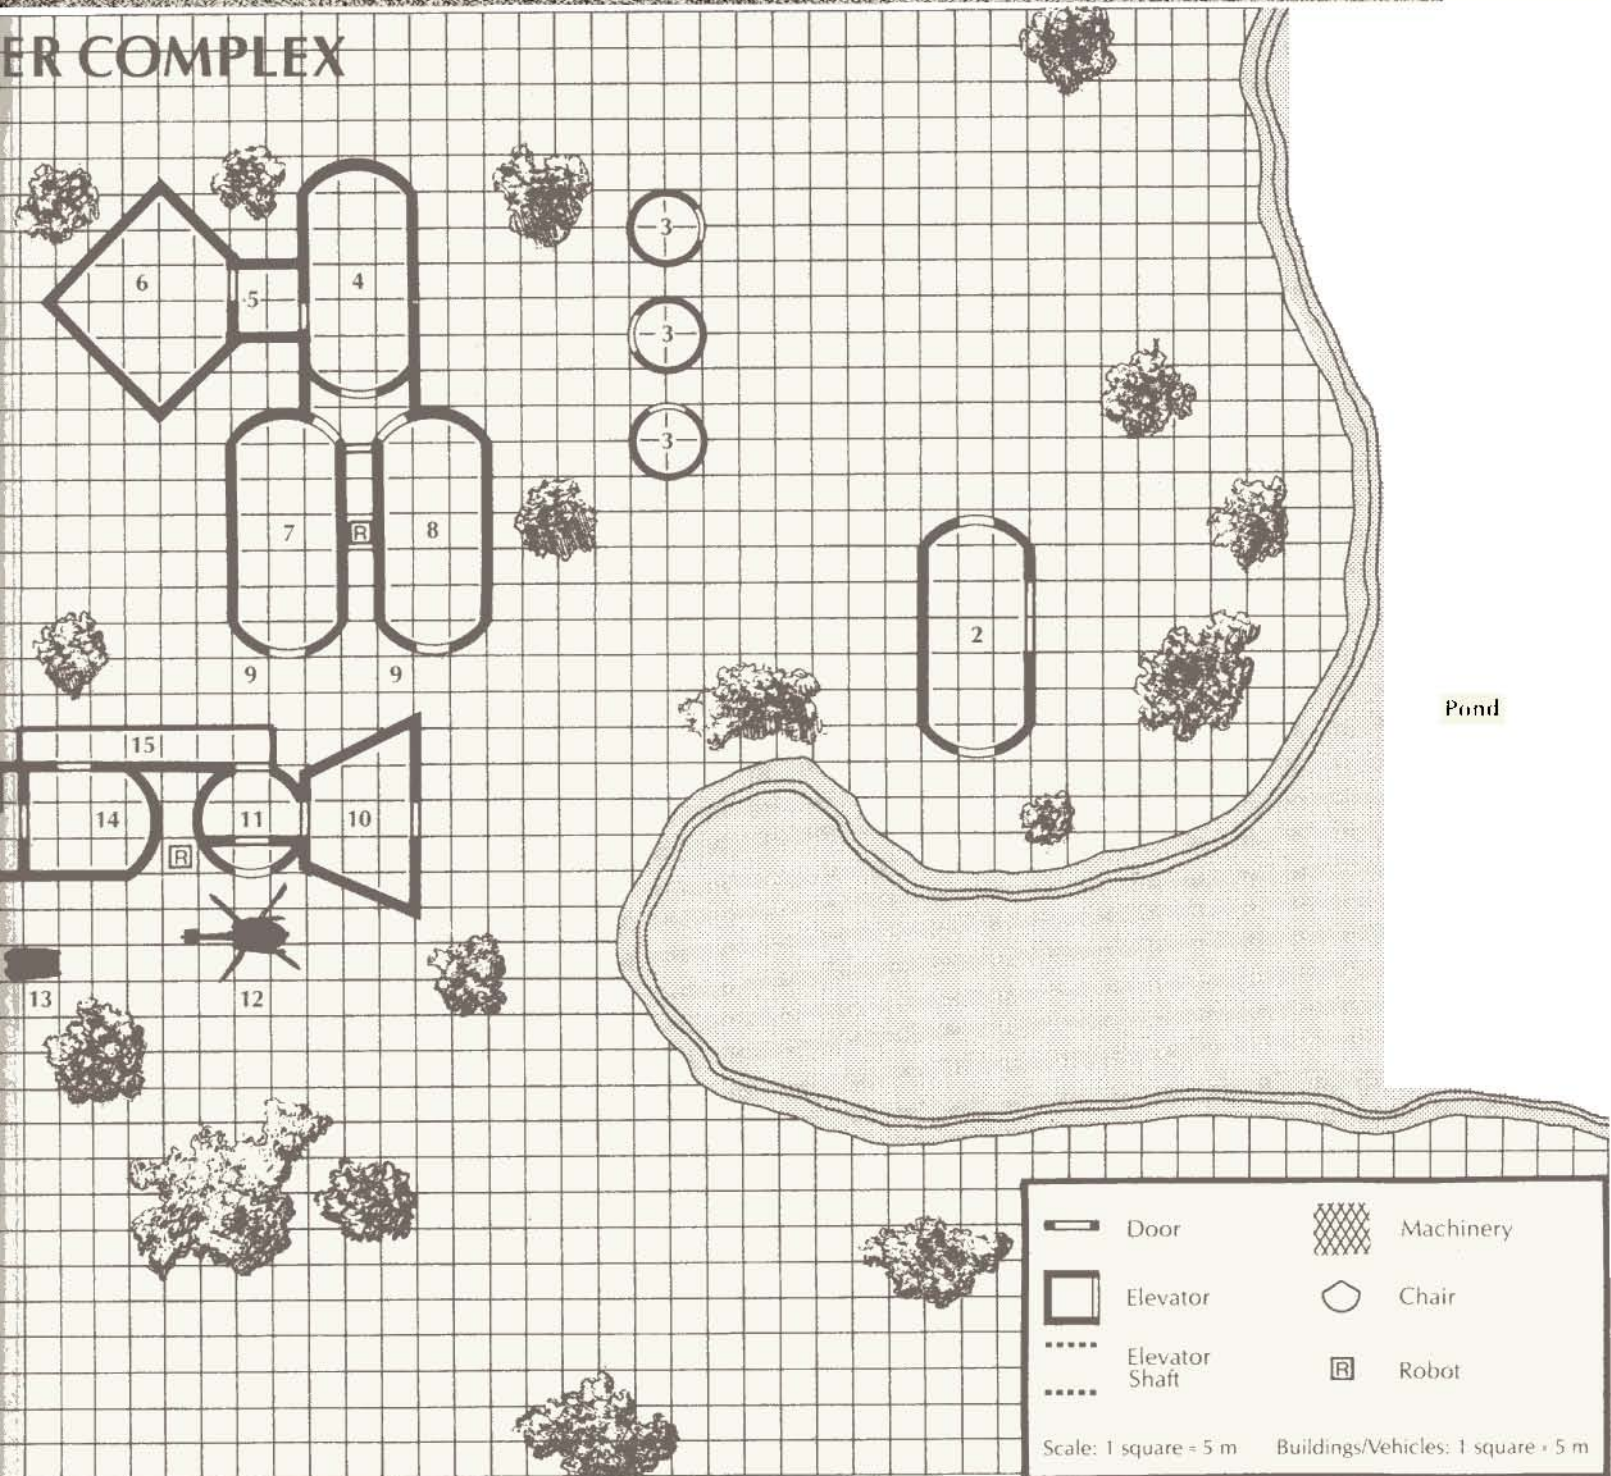 ER COMPLEX
3
6
5
4
3
3
7
R
8
2
9
9
Pond
15
14
11
10
R
13
12
Door
Machinery
Elevator
Chair
Elevator
Shaft
R
Robot
Scale: 1 square = 5 m
Buildings/Vehicles: 1 square = 5 m